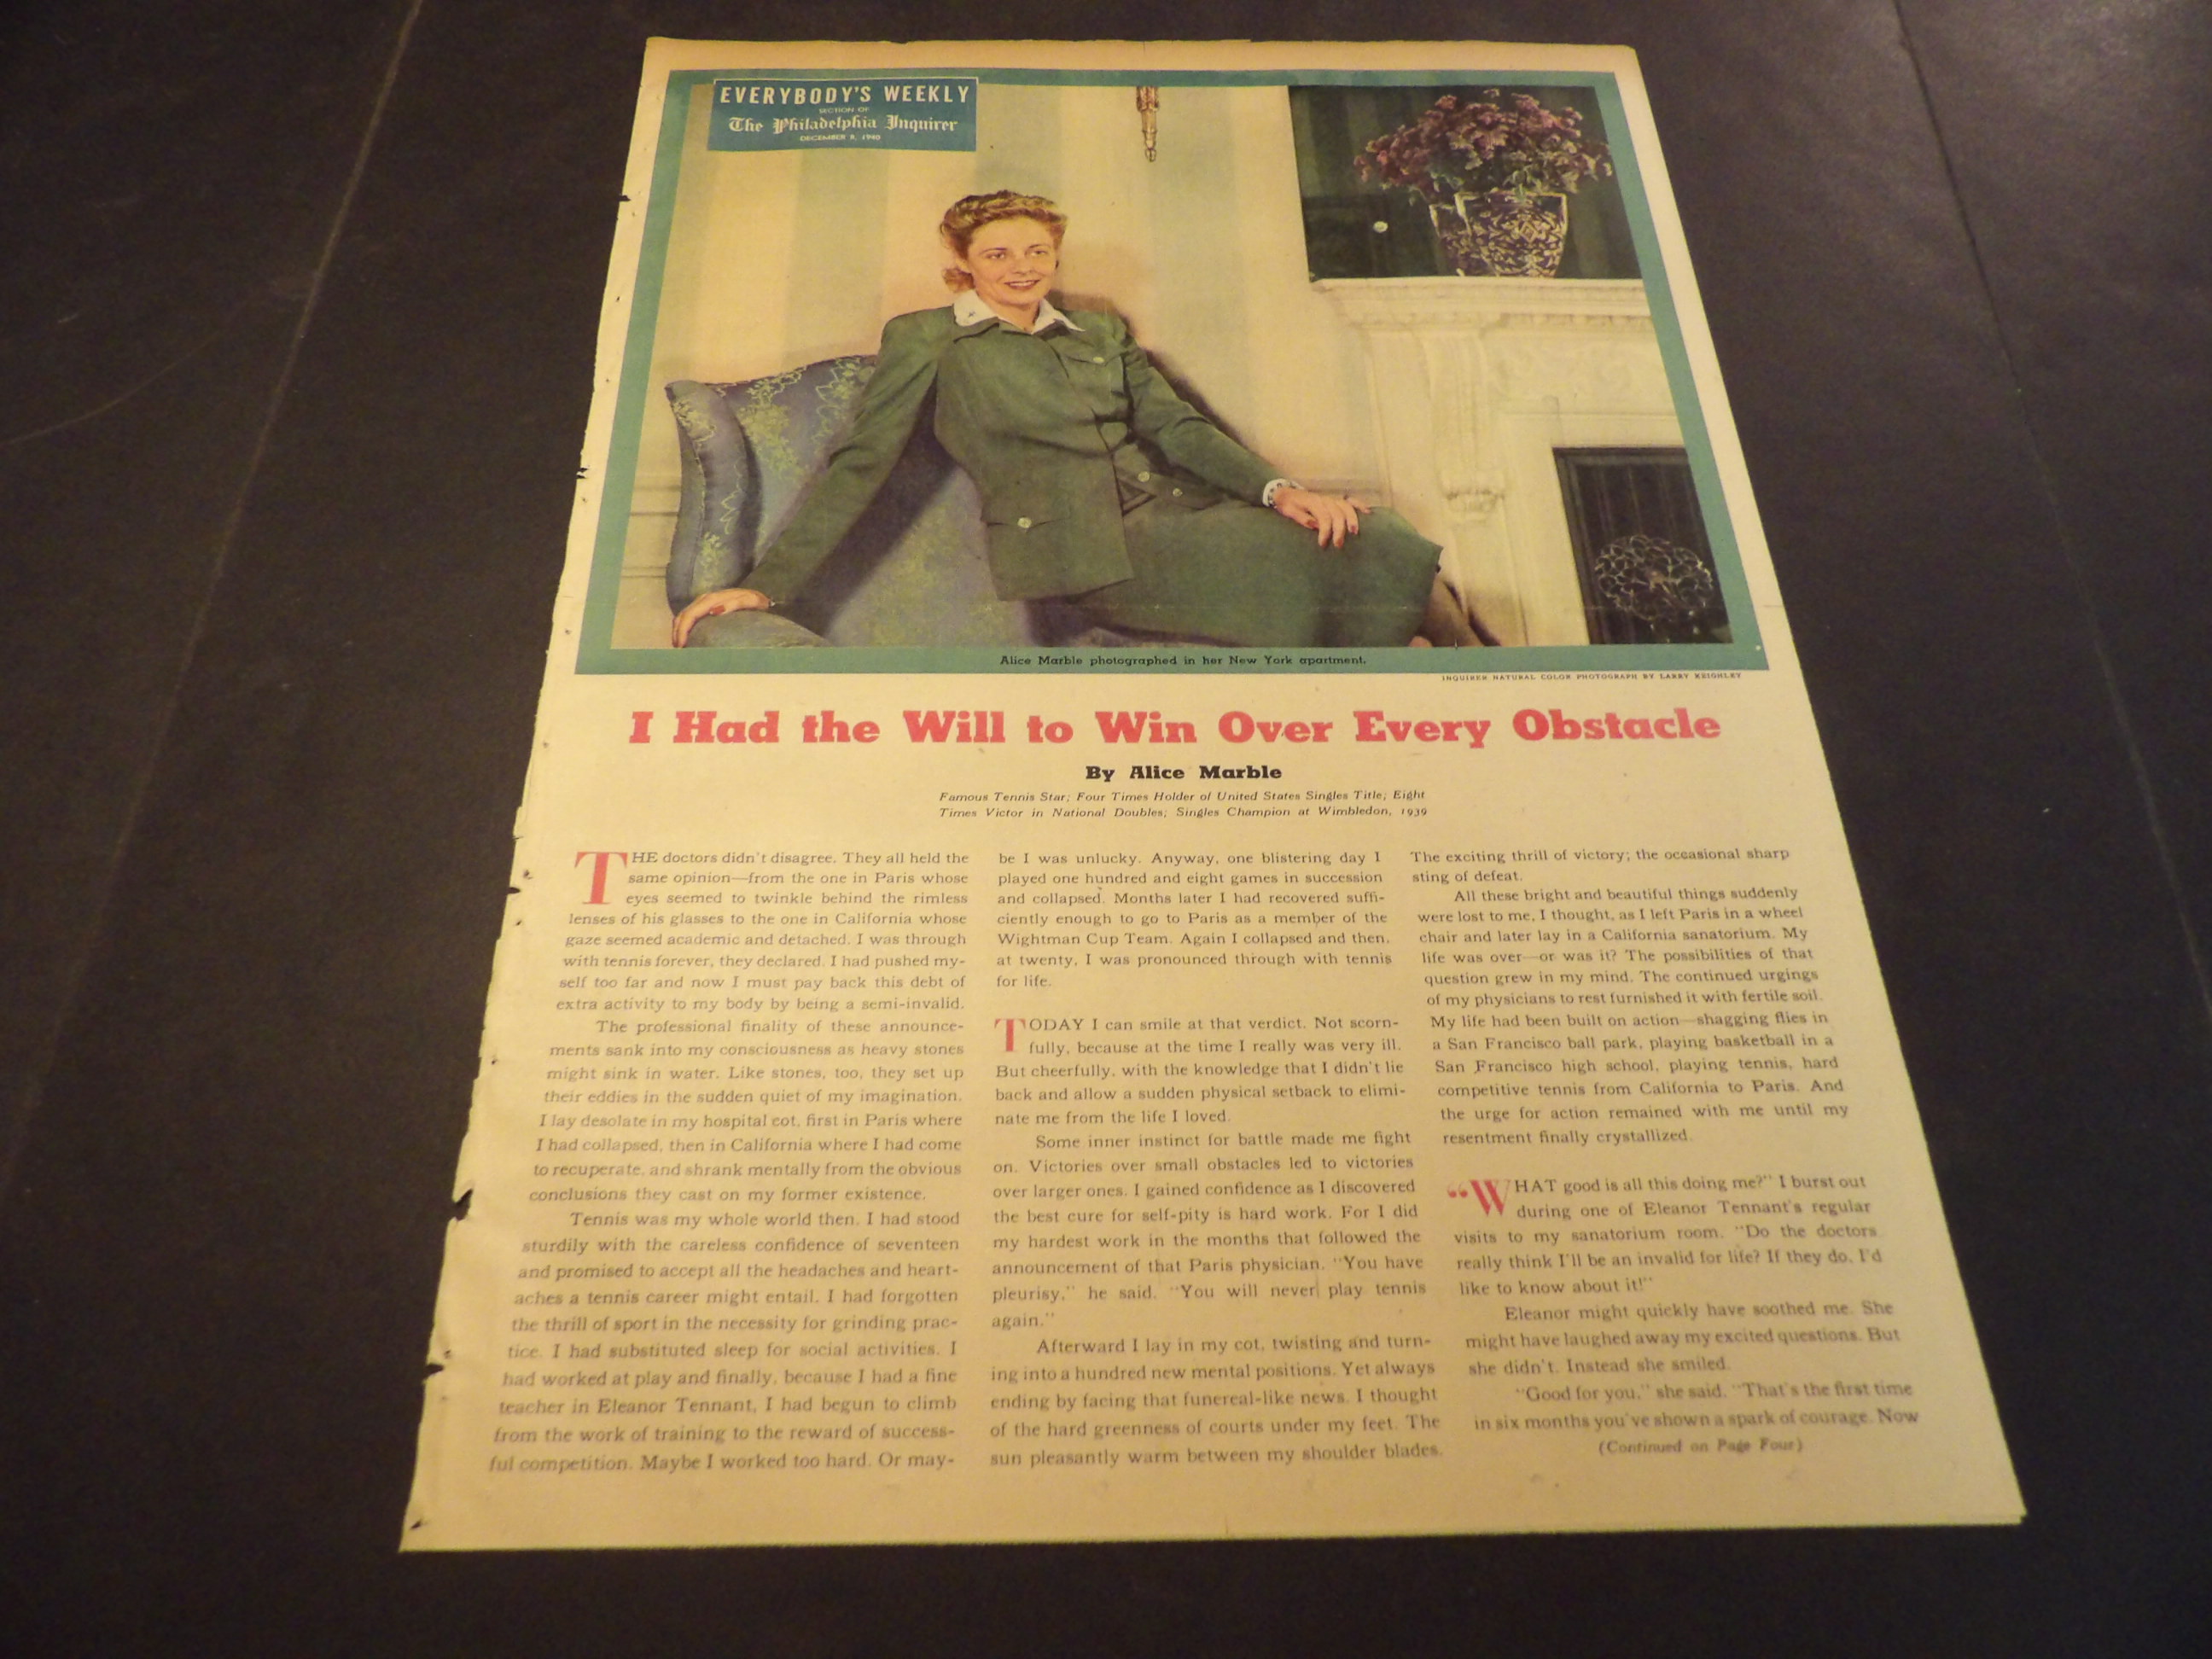 EVERYBODY'S WEEKLY
SECTION OF
The Philadelphia Inquirer
DECEMBER 8, 1940
Alice Marble photographed in her New York apartment.
INQUIRER NATURAL COLOR PHOTOGRAPH BY LARRY KEIGHLEY
I Had the Will to Win Over Every Obstacle
By Alice Marble
Famous Tennis Star; Four Times Holder of United States Singles Title; Eight
Times Victor in National Doubles; Singles Champion at Wimbledon, 1939
THE doctors didn't disagree. They all held the
same opinion—from the one in Paris whose
eyes seemed to twinkle behind the rimless
lenses of his glasses to the one in California whose
gaze seemed academic and detached. I was through
with tennis forever, they declared. I had pushed my-
self too far and now I must pay back this debt of
extra activity to my body by being a semi-invalid.
The professional finality of these announce-
ments sank into my consciousness as heavy stones
might sink in water. Like stones, too, they set up
their eddies in the sudden quiet of my imagination.
I lay desolate in my hospital cot, first in Paris where
I had collapsed, then in California where I had come
to recuperate, and shrank mentally from the obvious
conclusions they cast on my former existence.
Tennis was my whole world then. I had stood
sturdily with the careless confidence of seventeen
and promised to accept all the headaches and heart-
aches a tennis career might entail. I had forgotten
the thrill of sport in the necessity for grinding prac-
tice. I had substituted sleep for social activities. I
had worked at play and finally, because I had a fine
teacher in Eleanor Tennant, I had begun to climb
from the work of training to the reward of success-
ful competition. Maybe I worked too hard. Or may-
be I was unlucky. Anyway, one blistering day I
played one hundred and eight games in succession
and collapsed. Months later I had recovered suffi-
ciently enough to go to Paris as a member of the
Wightman Cup Team. Again I collapsed and then,
at twenty, I was pronounced through with tennis
for life.
TODAY I can smile at that verdict. Not scorn-
fully, because at the time I really was very ill.
But cheerfully, with the knowledge that I didn't lie
back and allow a sudden physical setback to elimi-
nate me from the life I loved.
Some inner instinct for battle made me fight
on. Victories over small obstacles led to victories
over larger ones. I gained confidence as I discovered
the best cure for self-pity is hard work. For I did
my hardest work in the months that followed the
announcement of that Paris physician. "You have
pleurisy," he said. "You will never play tennis
again."
Afterward I lay in my cot, twisting and turn-
ing into a hundred new mental positions. Yet always
ending by facing that funereal-like news. I thought
of the hard greenness of courts under my feet. The
sun pleasantly warm between my shoulder blades.
The exciting thrill of victory; the occasional sharp
sting of defeat.
All these bright and beautiful things suddenly
were lost to me, I thought, as I left Paris in a wheel
chair and later lay in a California sanatorium. My
life was over—or was it? The possibilities of that
question grew in my mind. The continued urgings
of my physicians to rest furnished it with fertile soil.
My life had been built on action—shagging flies in
a San Francisco ball park, playing basketball in a
San Francisco high school, playing tennis, hard
competitive tennis from California to Paris. And
the urge for action remained with me until my
resentment finally crystallized.
"WHAT good is all this doing me?" I burst out
during one of Eleanor Tennant's regular
visits to my sanatorium room. "Do the doctors
really think I'll be an invalid for life? If they do, I'd
like to know about it!"
Eleanor might quickly have soothed me. She
might have laughed away my excited questions. But
she didn't. Instead she smiled.
"Good for you," she said. "That's the first time
in six months you've shown a spark of courage. Now
(Continued on Page Four)